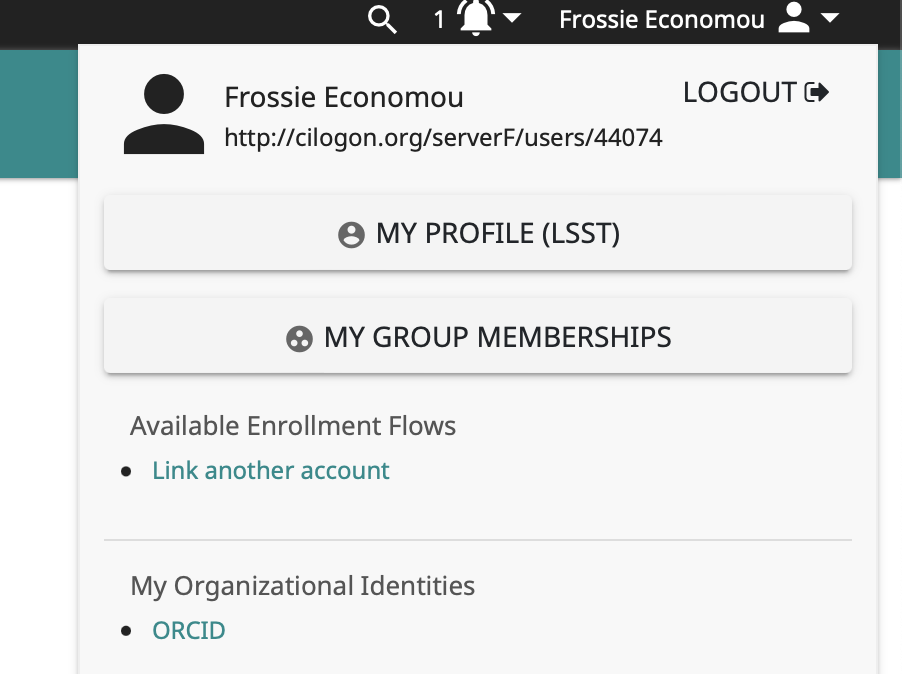 1 Frossie Economou
Frossie Economou
LOGOUT
http://cilogon.org/serverF/users/44074
MY PROFILE (LSST)
MY GROUP MEMBERSHIPS
Available Enrollment Flows
Link another account
My Organizational Identities
ORCID